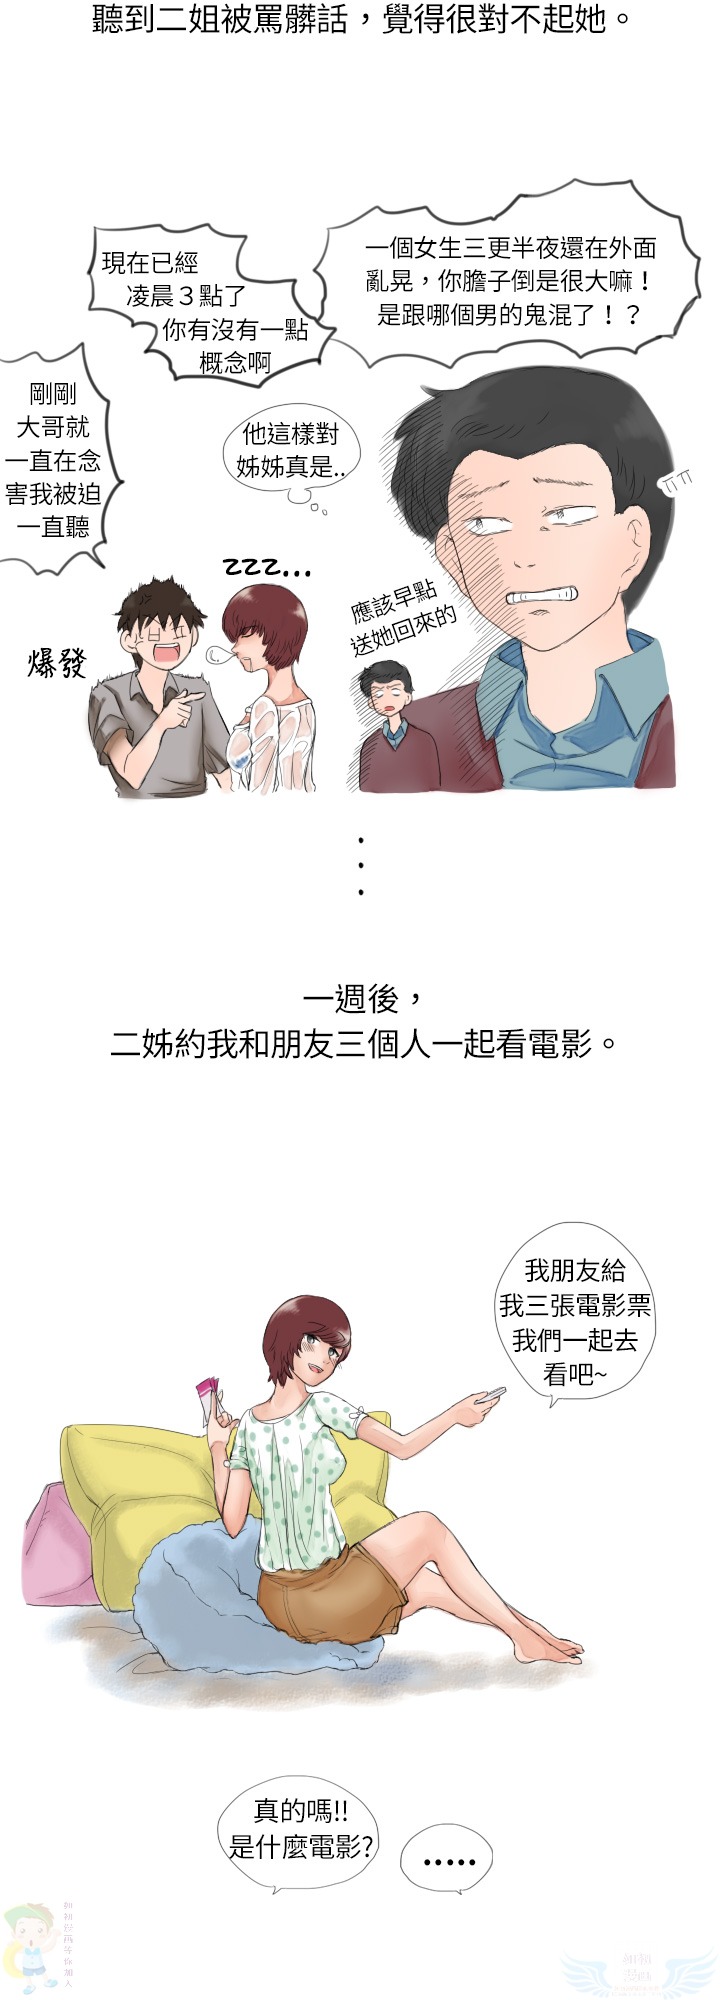 聽到二姐被罵髒話，覺得很對不起她。
一個女生三更半夜還在外面
亂晃，你膽子倒是很大嘛！
是跟哪個男的鬼混了！？
現在已經
凌晨３點了
你有沒有一點
概念啊
剛剛
大哥就
一直在念
害我被迫
一直聽
他這樣對
姊姊真是..
ㄇㄇ
zzz...
爆發
應該早點
送她回來的
一週後，
二姊約我和朋友三個人一起看電影。
我朋友給
我三張電影票
我們一起去
看吧~
真的嗎!!
是什麼電影?
.....